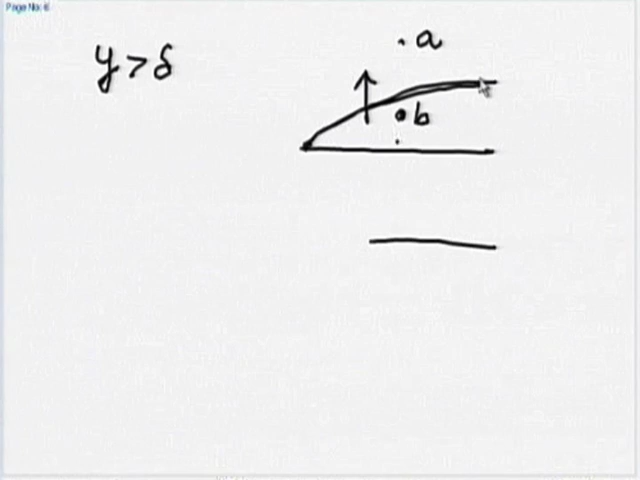 Page No: 6
y > δ
. a
b